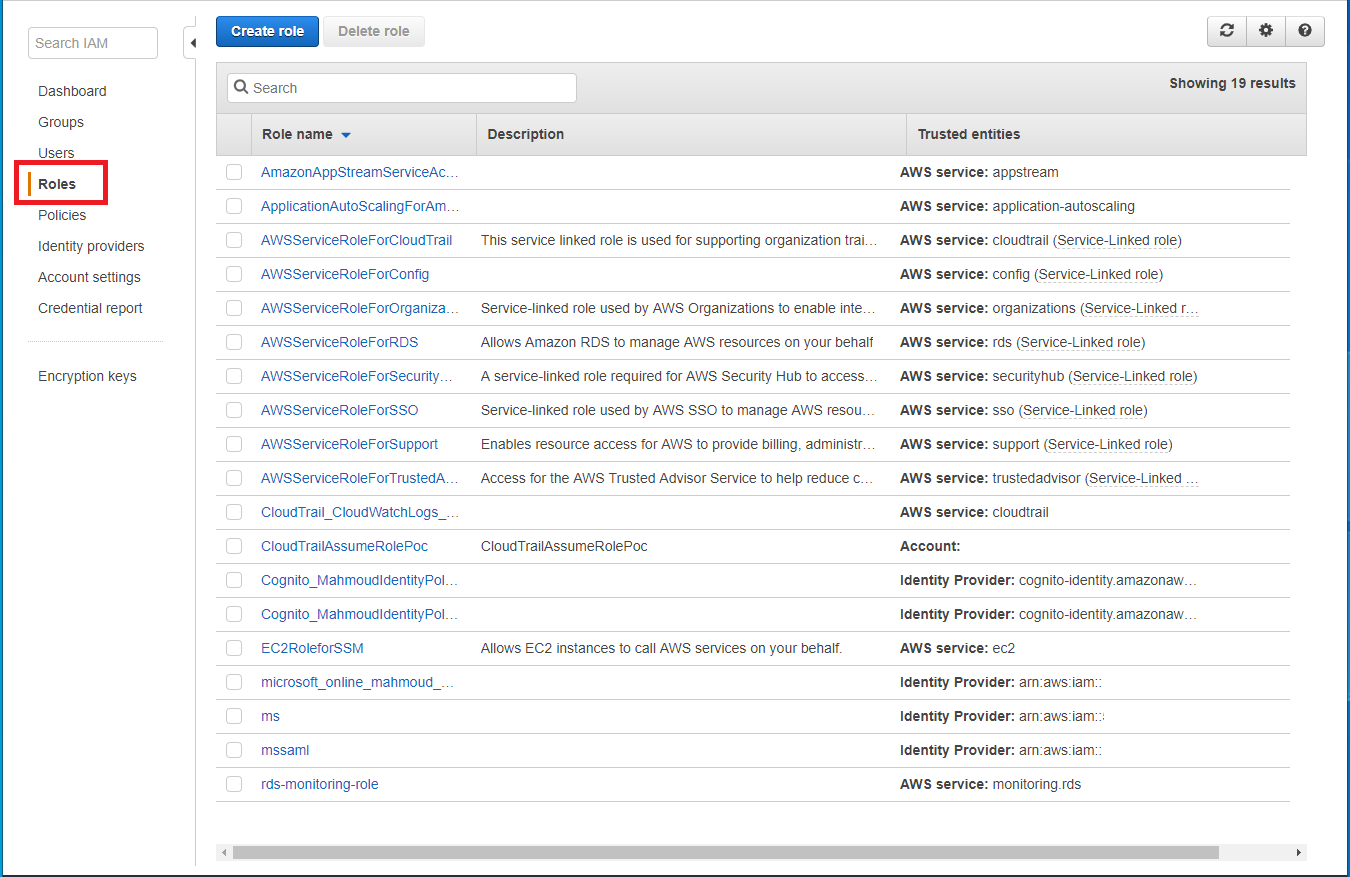 Search IAM
Dashboard
Groups
Users
Roles
Policies
Identity providers
Account settings
Credential report
Encryption keys
Create role Delete role
Search Showing 19 results
Role name Description Trusted entities
AmazonAppStreamServiceAc… AWS service: appstream
ApplicationAutoScalingForAm… AWS service: application-autoscaling
AWSServiceRoleForCloudTrail This service linked role is used for supporting organization trai… AWS service: cloudtrail (Service-Linked role)
AWSServiceRoleForConfig AWS service: config (Service-Linked role)
AWSServiceRoleForOrganiza… Service-linked role used by AWS Organizations to enable inte… AWS service: organizations (Service-Linked r…
AWSServiceRoleForRDS Allows Amazon RDS to manage AWS resources on your behalf AWS service: rds (Service-Linked role)
AWSServiceRoleForSecurity… A service-linked role required for AWS Security Hub to access… AWS service: securityhub (Service-Linked role)
AWSServiceRoleForSSO Service-linked role used by AWS SSO to manage AWS resou… AWS service: sso (Service-Linked role)
AWSServiceRoleForSupport Enables resource access for AWS to provide billing, administr… AWS service: support (Service-Linked role)
AWSServiceRoleForTrustedA… Access for the AWS Trusted Advisor Service to help reduce c… AWS service: trustedadvisor (Service-Linked …
CloudTrail_CloudWatchLogs_… AWS service: cloudtrail
CloudTrailAssumeRolePoc CloudTrailAssumeRolePoc Account:
Cognito_MahmoudIdentityPol… Identity Provider: cognito-identity.amazonaw…
Cognito_MahmoudIdentityPol… Identity Provider: cognito-identity.amazonaw…
EC2RoleforSSM Allows EC2 instances to call AWS services on your behalf. AWS service: ec2
microsoft_online_mahmoud_… Identity Provider: arn:aws:iam::
ms Identity Provider: arn:aws:iam::
mssaml Identity Provider: arn:aws:iam::
rds-monitoring-role AWS service: monitoring.rds